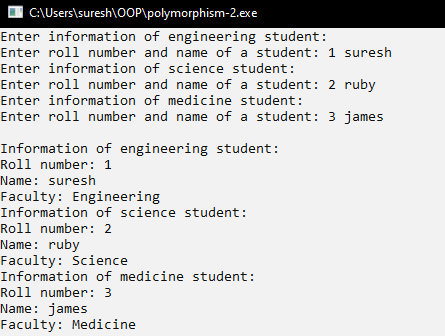 C:\Users\suresh\OOP\polymorphism-2.exe
Enter information of engineering student:
Enter roll number and name of a student: 1 suresh
Enter information of science student:
Enter roll number and name of a student: 2 ruby
Enter information of medicine student:
Enter roll number and name of a student: 3 james
Information of engineering student:
Roll number: 1
Name: suresh
Faculty: Engineering
Information of science student:
Roll number: 2
Name: ruby
Faculty: Science
Information of medicine student:
Roll number: 3
Name: james
Faculty: Medicine